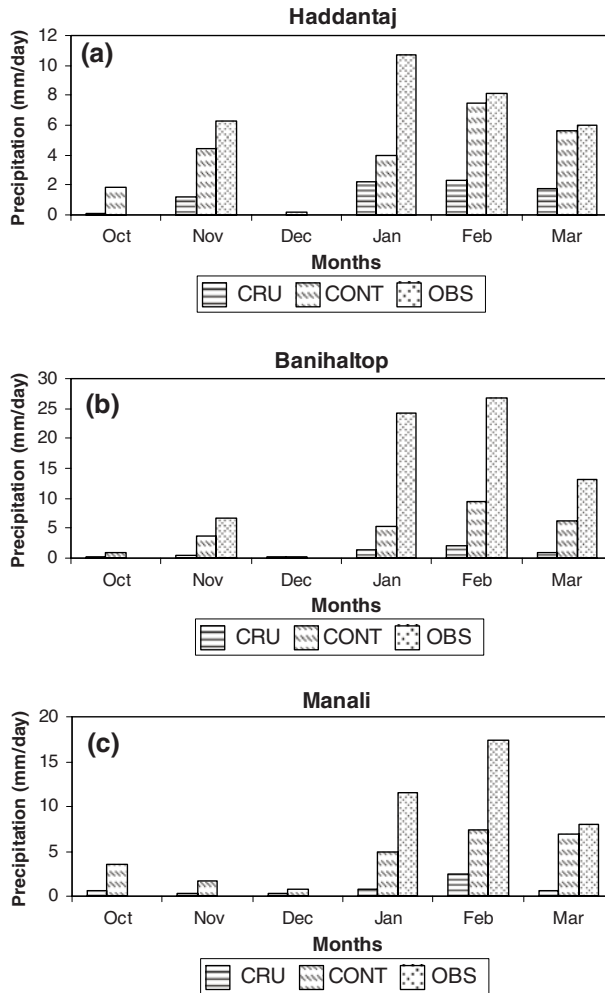 Haddantaj
(a)
Precipitation (mm/day)
12
10
8
6
4
2
0
Oct Nov Dec Jan Feb Mar
Months
CRU CONT OBS
Banihaltop
(b)
Precipitation (mm/day)
30
25
20
15
10
5
0
Oct Nov Dec Jan Feb Mar
Months
CRU CONT OBS
Manali
(c)
Precipitation (mm/day)
20
15
10
5
0
Oct Nov Dec Jan Feb Mar
Months
CRU CONT OBS